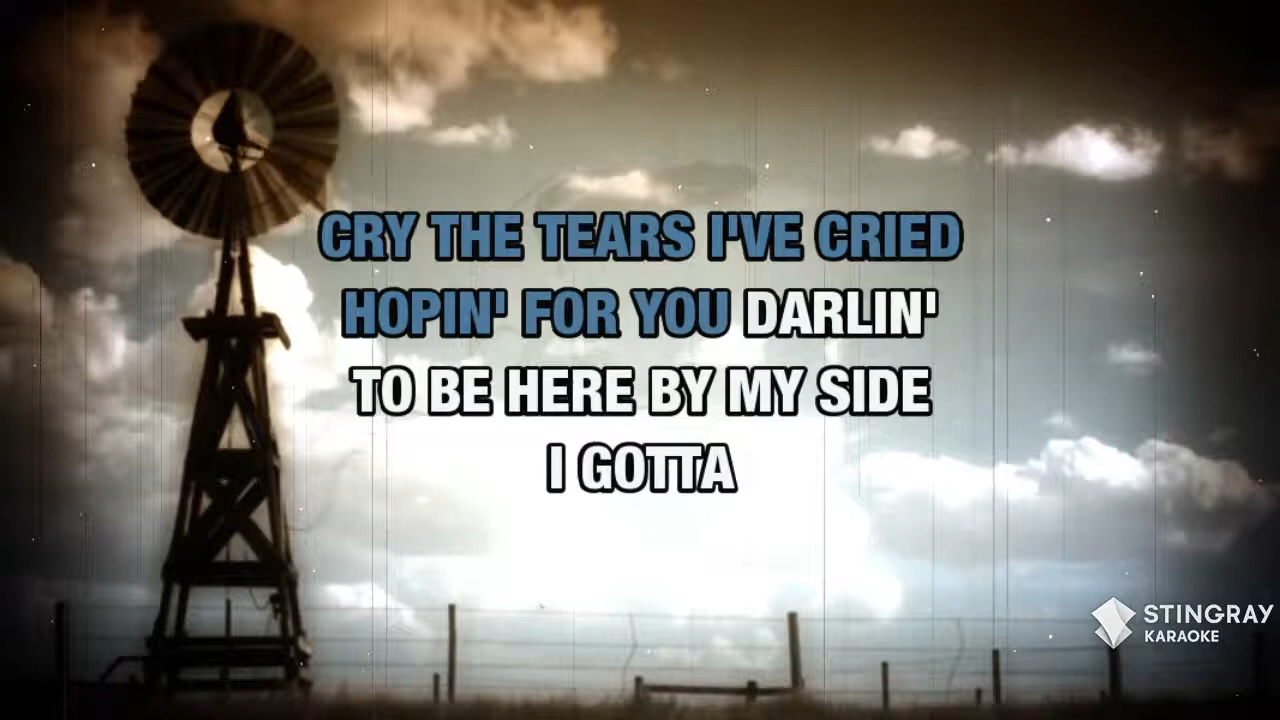 CRY THE TEARS I'VE CRIED
HOPIN' FOR YOU DARLIN'
TO BE HERE BY MY SIDE
I GOTTA
STINGRAY
KARAOKE